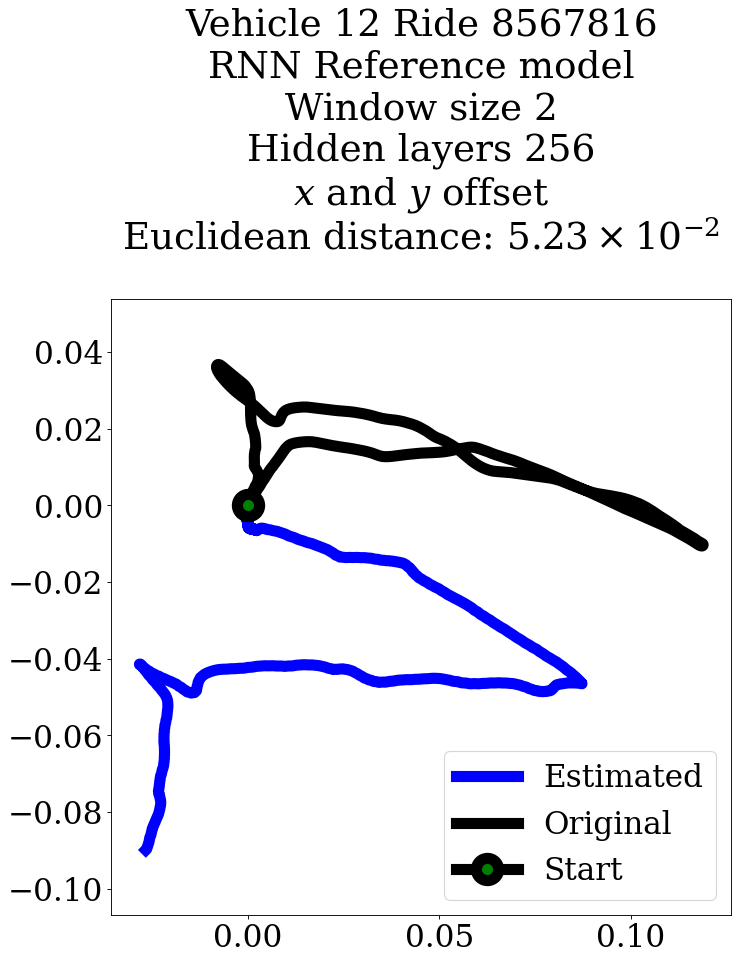 Vehicle 12 Ride 8567816
RNN Reference model
Window size 2
Hidden layers 256
x and y offset
Euclidean distance: 5.23 × 10⁻²
0.04
0.02
0.00
−0.02
−0.04
−0.06
−0.08
−0.10
Estimated
Original
Start
0.00 0.05 0.10